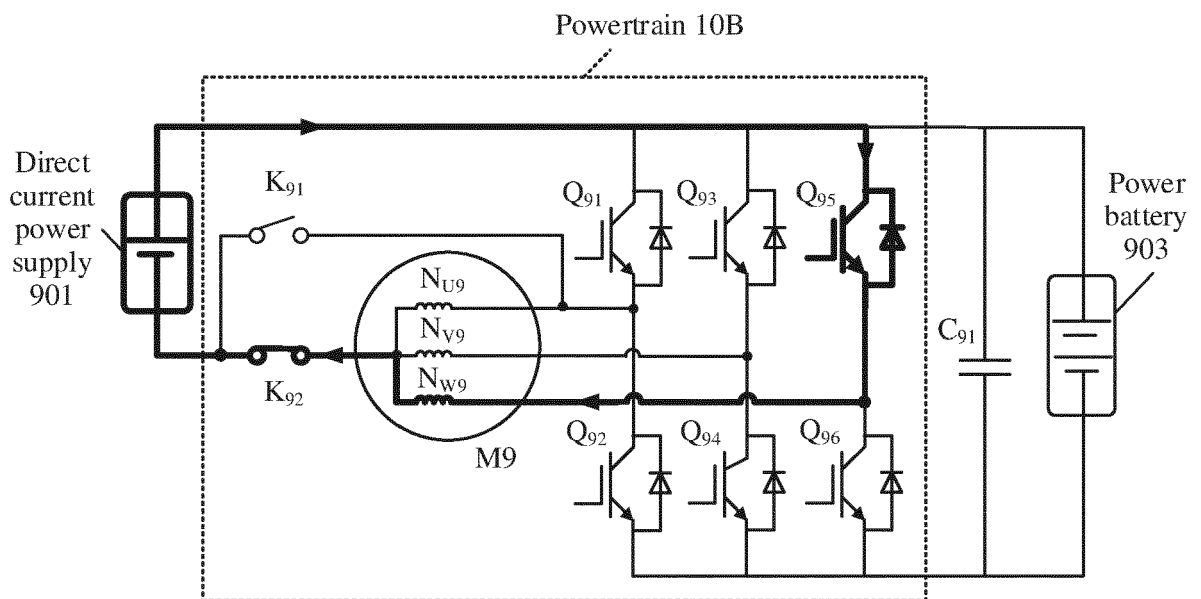 Powertrain 10B
Direct
current
power
supply
901
K91
K92
NU9
NV9
NW9
M9
Q91
Q93
Q95
Q92
Q94
Q96
C91
Power
battery
903